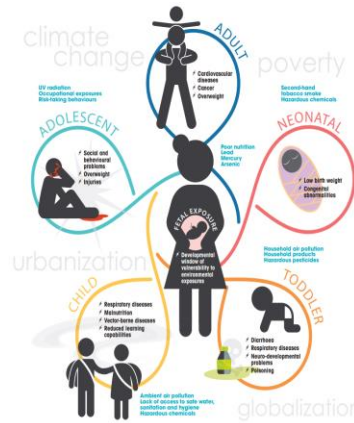 climate
change
poverty
ADULT
Cardiovascular
diseases
Cancer
Overweight
UV radiation
Occupational exposures
Risk-taking behaviours
Second-hand
tobacco smoke
Hazardous chemicals
ADOLESCENT
Social and
behavioural
problems
Overweight
Injuries
Poor nutrition
Lead
Mercury
Arsenic
NEONATAL
Low birth weight
Congenital
abnormalities
FETAL EXPOSURE
Developmental
window of
vulnerability to
environmental
exposures
Household air pollution
Household products
Hazardous pesticides
urbanization
CHILD
Respiratory diseases
Malnutrition
Vector-borne diseases
Reduced learning
capabilities
TODDLER
Diarrhoea
Respiratory diseases
Neuro-developmental
problems
Poisoning
Ambient air pollution
Lack of access to safe water,
sanitation and hygiene
Hazardous chemicals
globalization